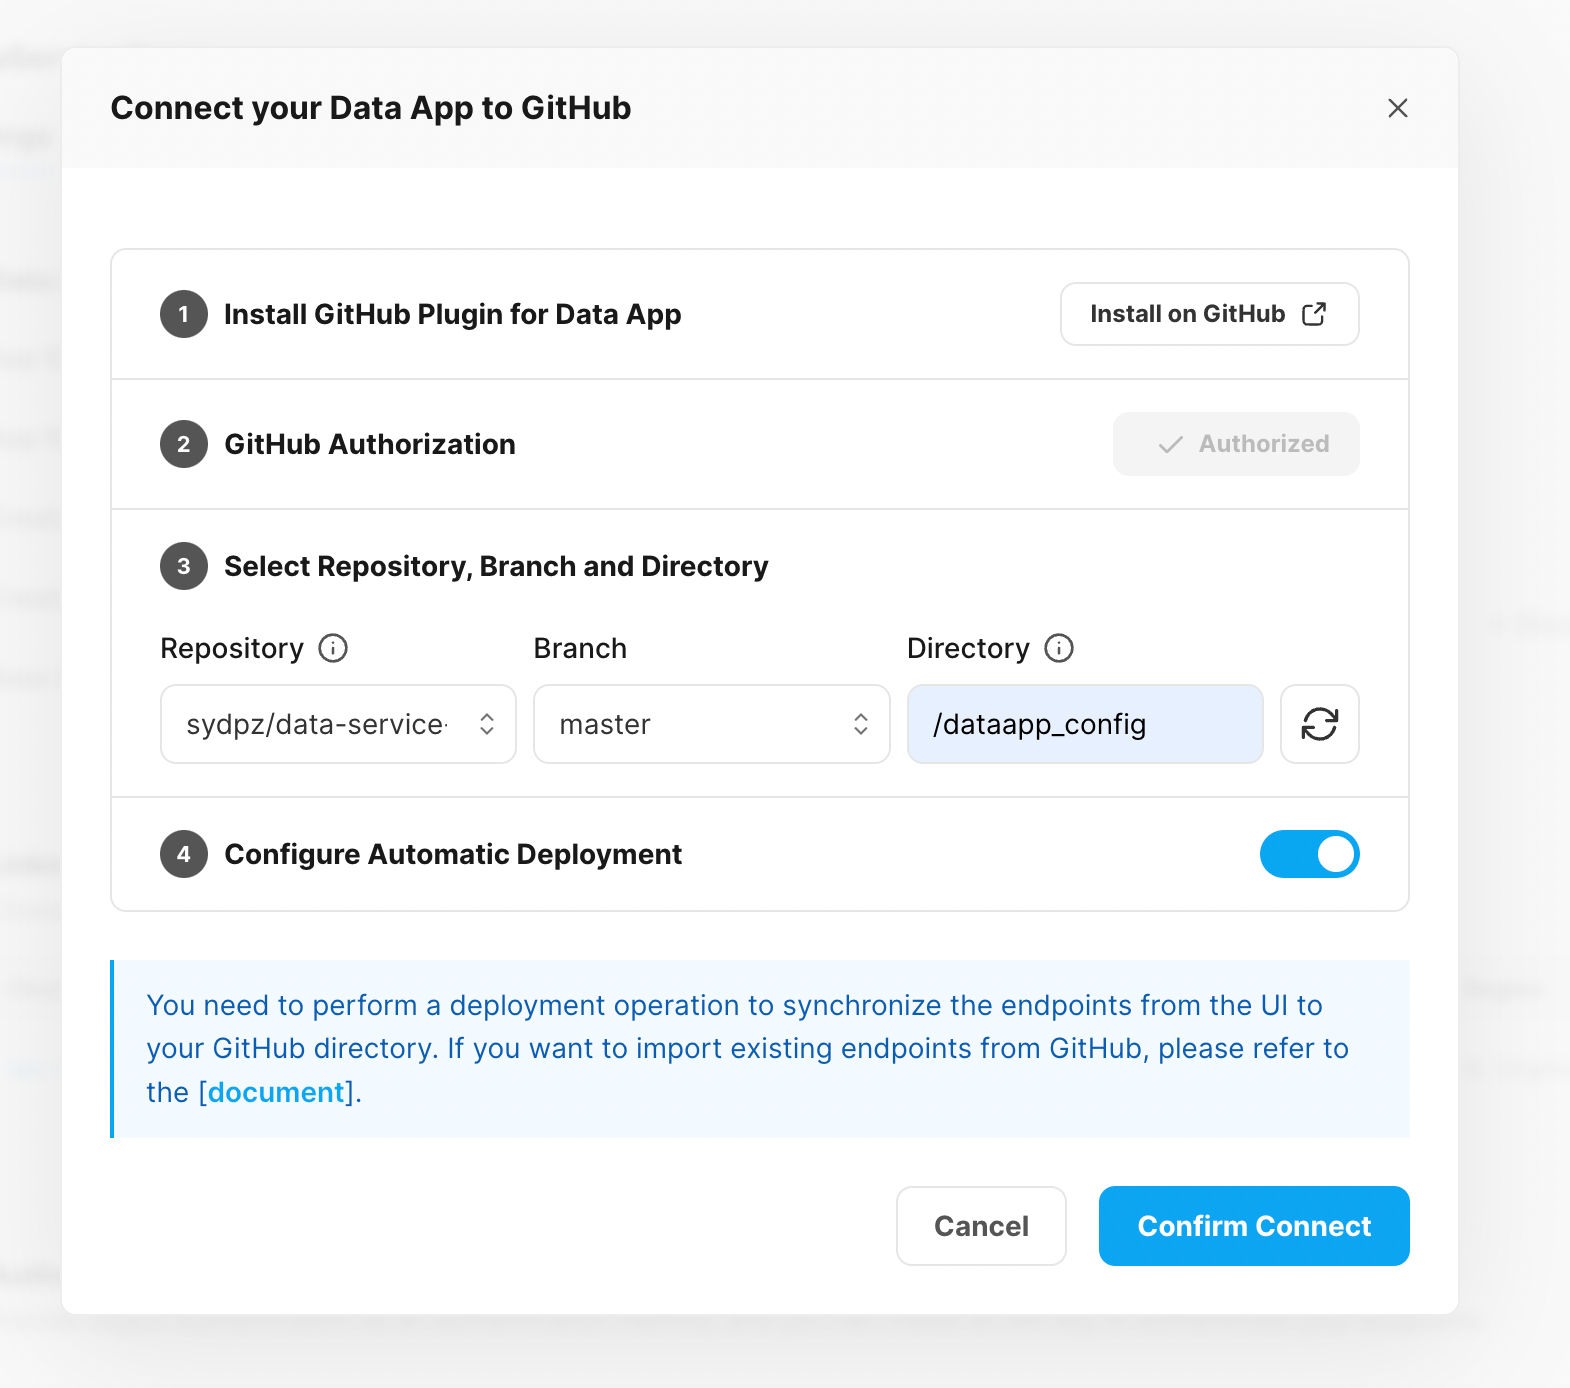 Connect your Data App to GitHub
1 Install GitHub Plugin for Data App Install on GitHub
2 GitHub Authorization Authorized
3 Select Repository, Branch and Directory
Repository Branch Directory
sydpz/data-service- master /dataapp_config
4 Configure Automatic Deployment
You need to perform a deployment operation to synchronize the endpoints from the UI to
your GitHub directory. If you want to import existing endpoints from GitHub, please refer to
the [document].
Cancel Confirm Connect